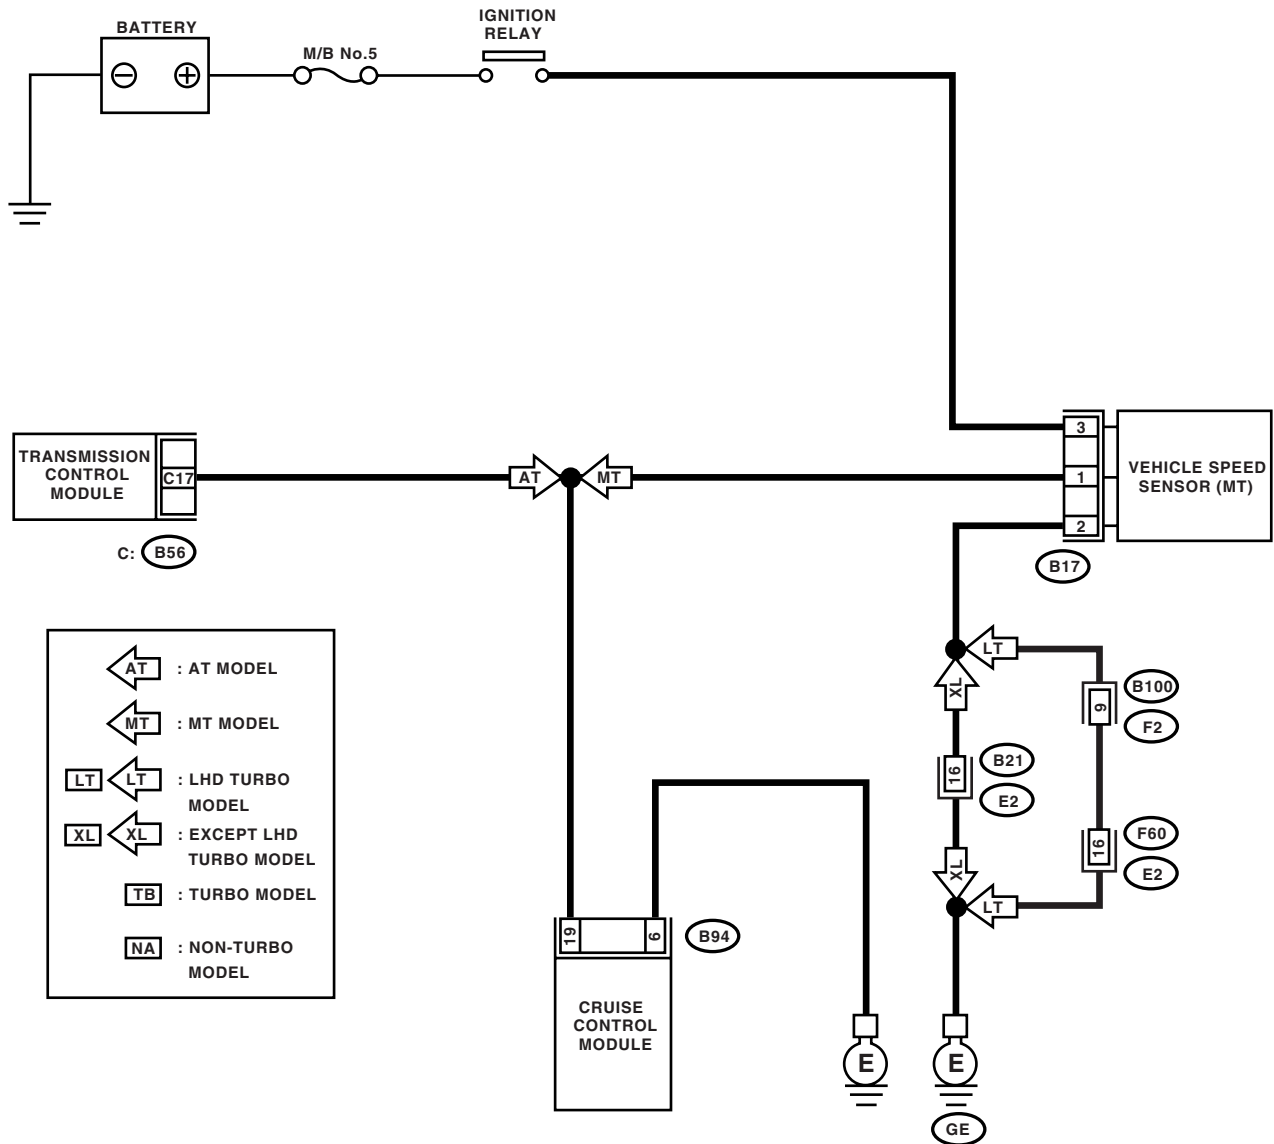 BATTERY
M/B No.5
IGNITION
RELAY
3
1
2
VEHICLE SPEED
SENSOR (MT)
B17
TRANSMISSION
CONTROL
MODULE
C17
C: B56
AT
MT
AT : AT MODEL
MT : MT MODEL
LT LT : LHD TURBO
MODEL
XL XL : EXCEPT LHD
TURBO MODEL
TB : TURBO MODEL
NA : NON-TURBO
MODEL
LT
XL
9
B100
F2
16
B21
E2
16
F60
E2
XL
LT
19
6
B94
CRUISE
CONTROL
MODULE
E
E
GE